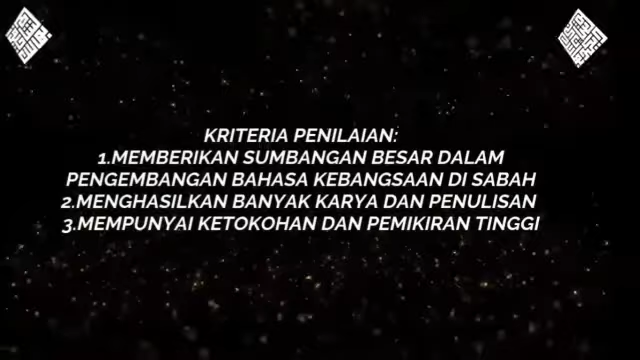 KRITERIA PENILAIAN:
1.MEMBERIKAN SUMBANGAN BESAR DALAM
PENGEMBANGAN BAHASA KEBANGSAAN DI SABAH
2.MENGHASILKAN BANYAK KARYA DAN PENULISAN
3.MEMPUNYAI KETOKOHAN DAN PEMIKIRAN TINGGI